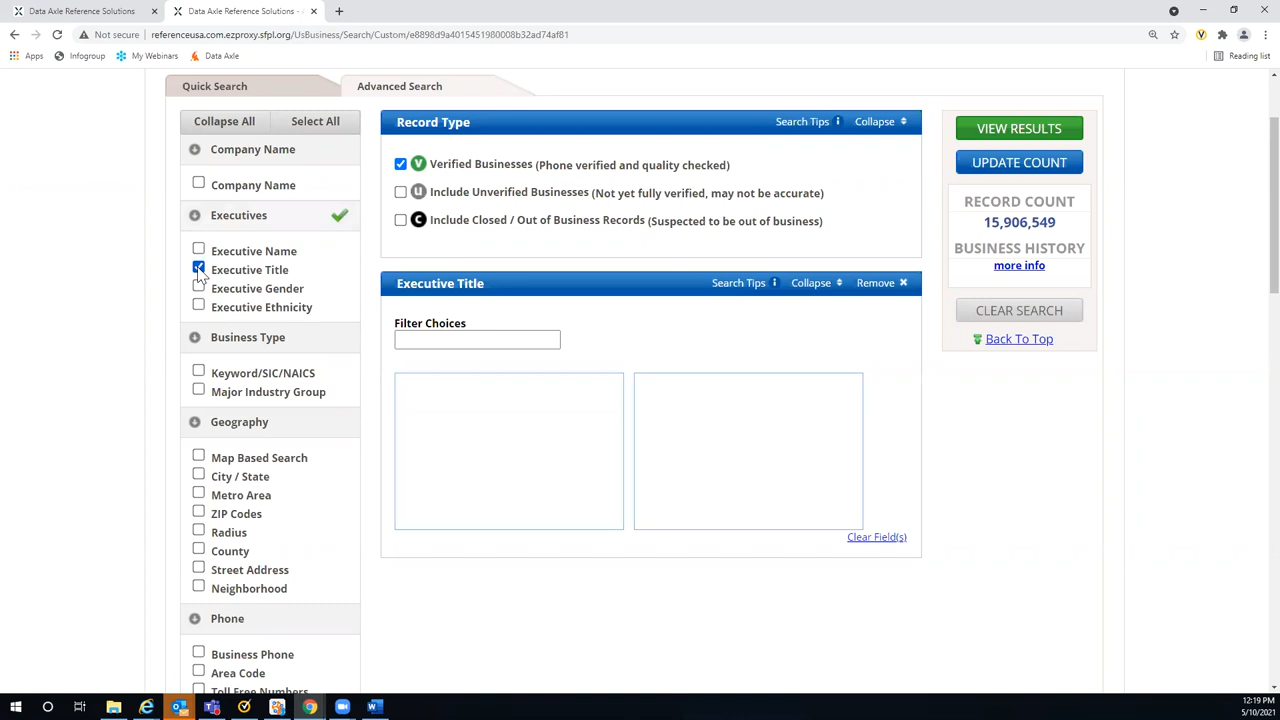 Data Axle Reference Solutions
Data Axle Reference Solutions -
Not secure
referenceusa.com.ezproxy.sfpl.org/UsBusiness/Search/Custom/e8898d9a4015451980008b32ad74af81
Apps
Infogroup
My Webinars
Data Axle
Reading list
Quick Search
Advanced Search
Collapse All
Select All
Company Name
Company Name
Executives
Executive Name
Executive Title
Executive Gender
Executive Ethnicity
Business Type
Keyword/SIC/NAICS
Major Industry Group
Geography
Map Based Search
City / State
Metro Area
ZIP Codes
Radius
County
Street Address
Neighborhood
Phone
Business Phone
Area Code
Toll Free Numbers
Record Type
Search Tips
Collapse
V Verified Businesses (Phone verified and quality checked)
U Include Unverified Businesses (Not yet fully verified, may not be accurate)
C Include Closed / Out of Business Records (Suspected to be out of business)
Executive Title
Search Tips
Collapse
Remove
Filter Choices
Clear Field(s)
VIEW RESULTS
UPDATE COUNT
RECORD COUNT
15,906,549
BUSINESS HISTORY
more info
CLEAR SEARCH
Back To Top
12:19 PM
5/10/2021